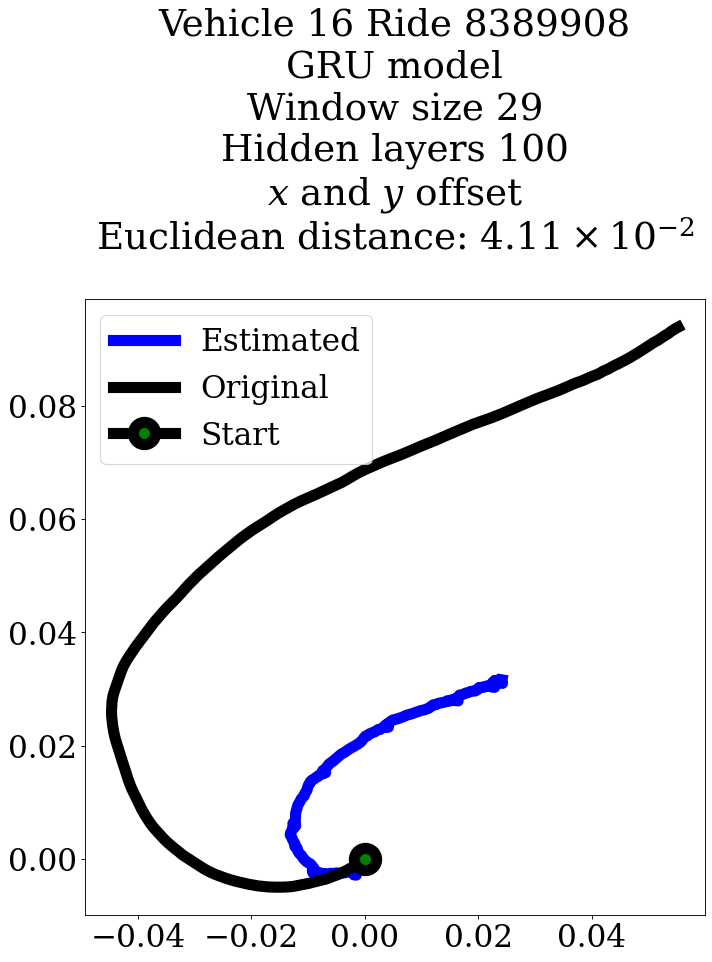 Vehicle 16 Ride 8389908
GRU model
Window size 29
Hidden layers 100
x and y offset
Euclidean distance: 4.11 × 10⁻²
Estimated
Original
Start
0.08
0.06
0.04
0.02
0.00
−0.04 −0.02 0.00 0.02 0.04